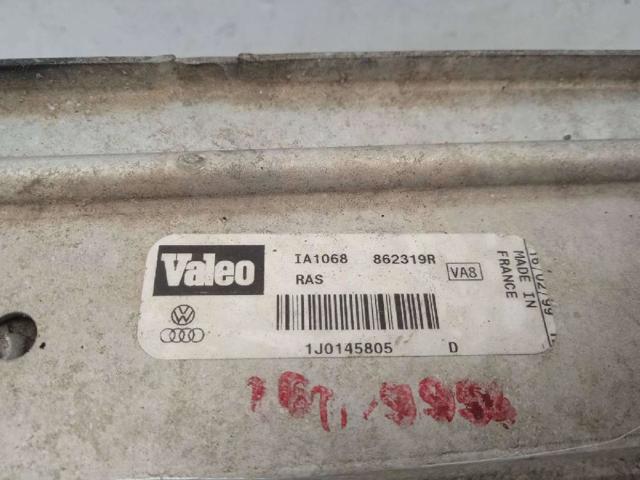 Valeo
IA1068 862319R
RAS
VA8
1J0145805 D
MADE IN
FRANCE